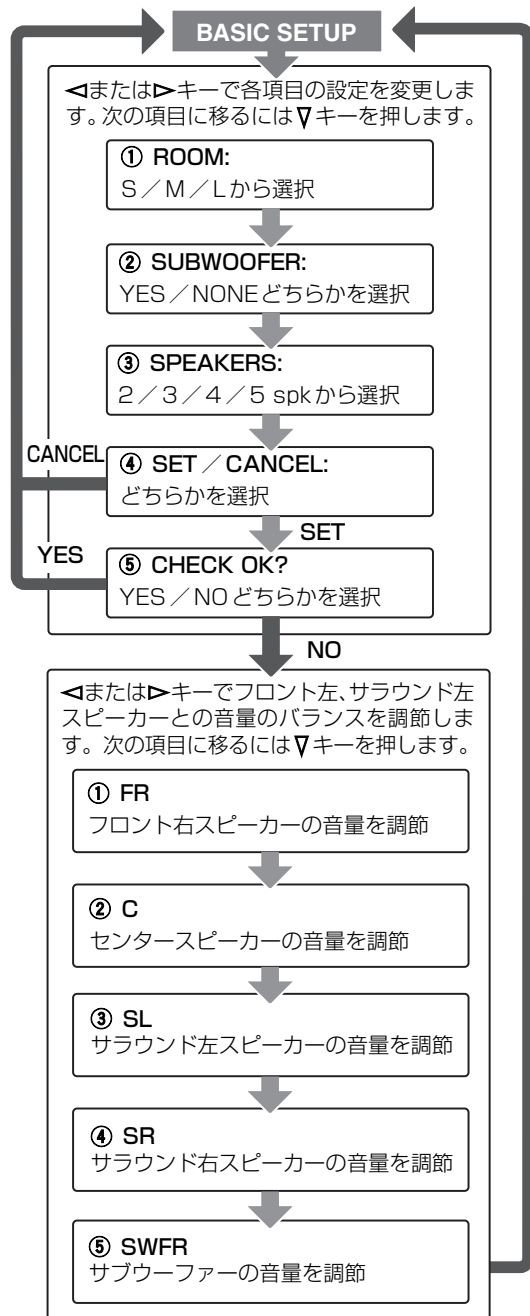 BASIC SETUP
◁または▷キーで各項目の設定を変更しま
す。次の項目に移るには▽キーを押します。
① ROOM:
S／M／Lから選択
② SUBWOOFER:
YES／NONEどちらかを選択
③ SPEAKERS:
2／3／4／5 spkから選択
CANCEL
④ SET／CANCEL:
どちらかを選択
SET
YES
⑤ CHECK OK?
YES／NOどちらかを選択
NO
◁または▷キーでフロント左、サラウンド左
スピーカーとの音量のバランスを調節しま
す。次の項目に移るには▽キーを押します。
① FR
フロント右スピーカーの音量を調節
② C
センタースピーカーの音量を調節
③ SL
サラウンド左スピーカーの音量を調節
④ SR
サラウンド右スピーカーの音量を調節
⑤ SWFR
サブウーファーの音量を調節